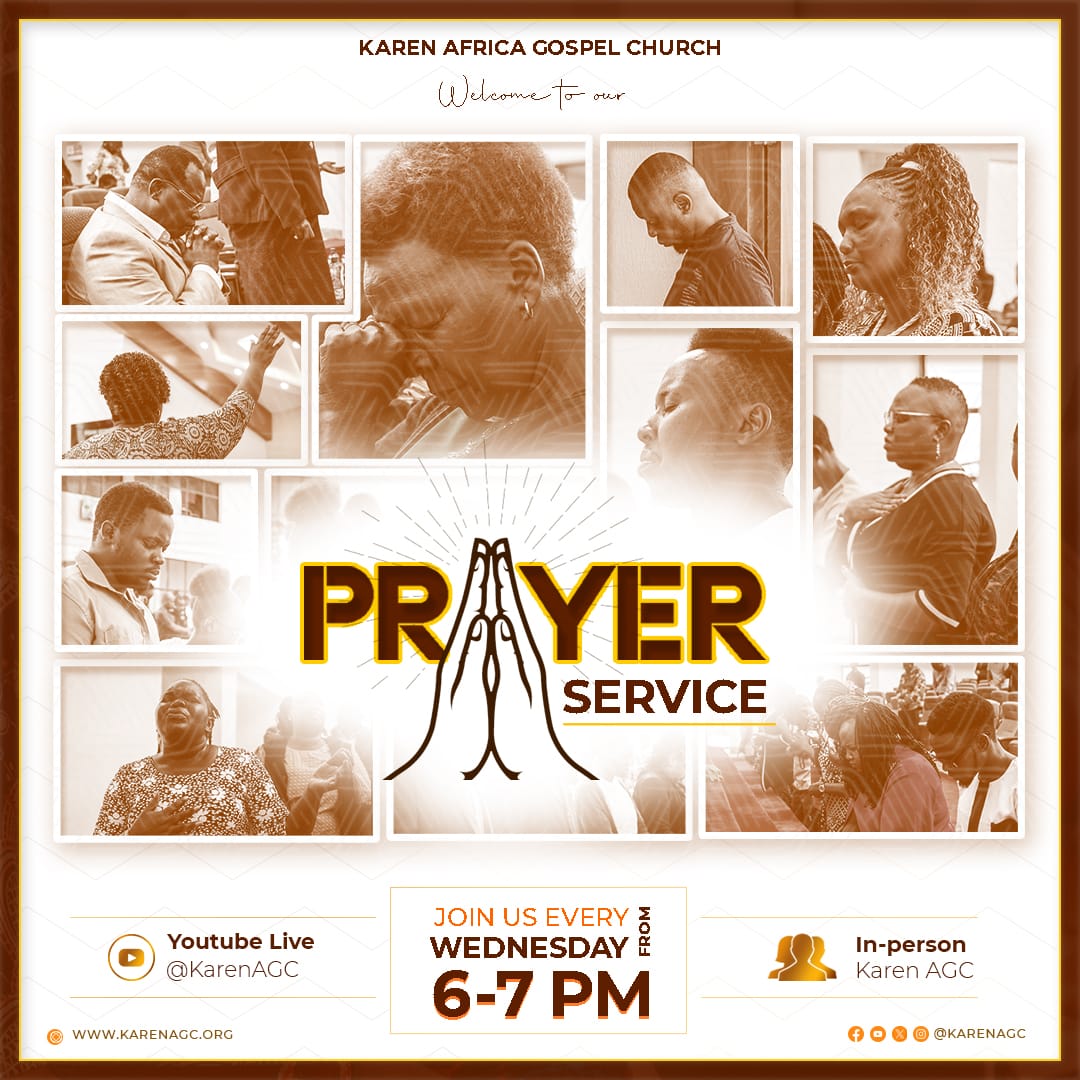 KAREN AFRICA GOSPEL CHURCH
Welcome to our
PRAYER
SERVICE
Youtube Live
@KarenAGC
JOIN US EVERY
WEDNESDAY FROM
6-7 PM
In-person
Karen AGC
WWW.KARENAGC.ORG
@KARENAGC